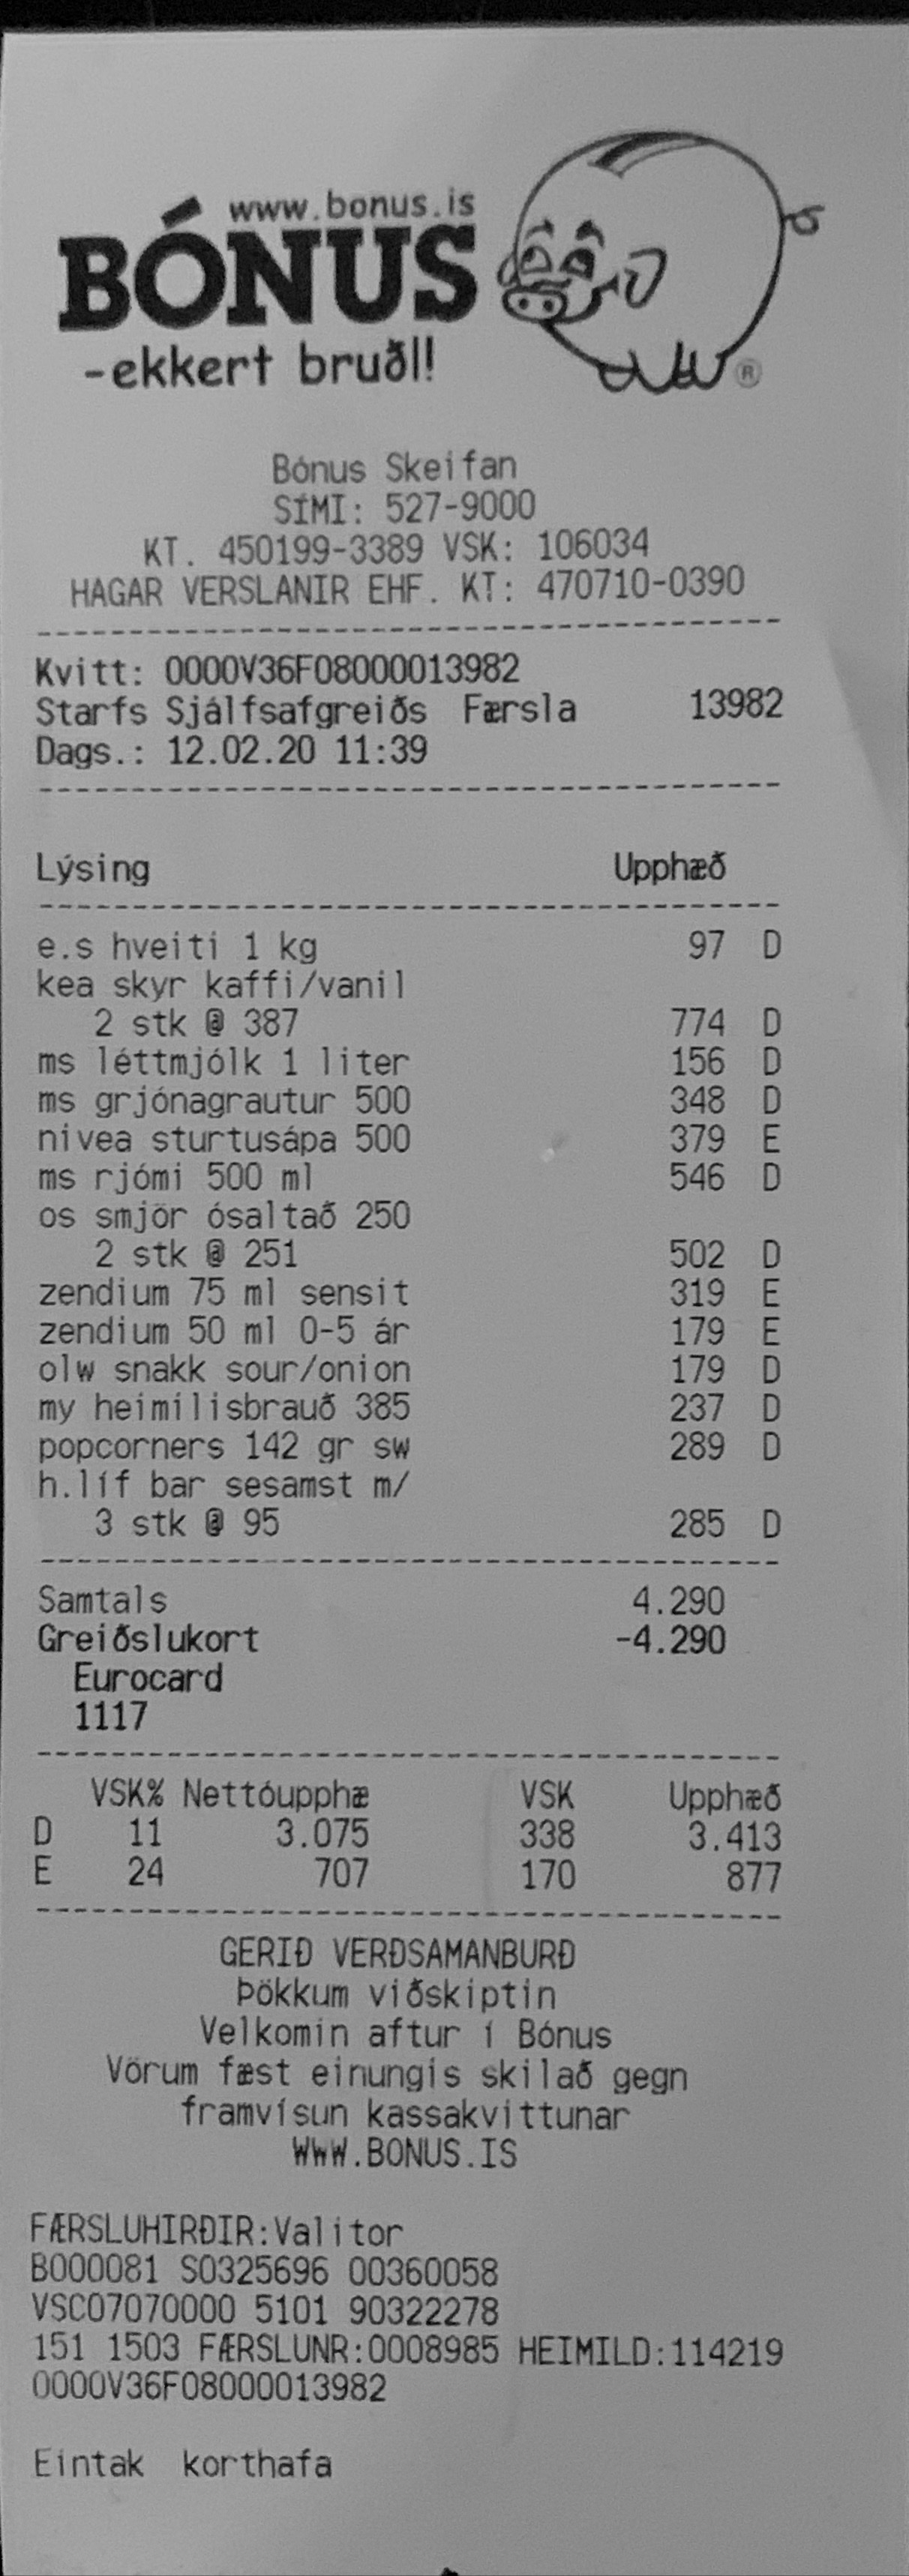 www.bonus.is
BÓNUS
-ekkert bruðl!
®
Bónus Skeifan
SÍMI: 527-9000
KT. 450199-3389 VSK: 106034
HAGAR VERSLANIR EHF. KT: 470710-0390
Kvitt: 0000V36F08000013982
Starfs Sjálfsafgreiðs Færsla 13982
Dags.: 12.02.20 11:39
Lýsing Upphæð
e.s hveiti 1 kg 97 D
kea skyr kaffi/vanil
2 stk @ 387 774 D
ms léttmjólk 1 liter 156 D
ms grjónagrautur 500 348 D
nivea sturtusápa 500 379 E
ms rjómi 500 ml 546 D
os smjör ósaltað 250
2 stk @ 251 502 D
zendium 75 ml sensit 319 E
zendium 50 ml 0-5 ár 179 E
olw snakk sour/onion 179 D
my heimilisbrauð 385 237 D
popcorners 142 gr sw 289 D
h.líf bar sesamst m/
3 stk @ 95 285 D
Samtals 4.290
Greiðslukort -4.290
Eurocard
1117
VSK% Nettóupphæ VSK Upphæð
D 11 3.075 338 3.413
E 24 707 170 877
GERIÐ VERÐSAMANBURÐ
Þökkum viðskiptin
Velkomin aftur í Bónus
Vörum fæst einungis skilað gegn
framvísun kassakvittunar
WWW.BONUS.IS
FÆRSLUHIRÐIR:Valitor
B000081 S0325696 00360058
VSC07070000 5101 90322278
151 1503 FÆRSLUNR:0008985 HEIMILD:114219
0000V36F08000013982
Eintak korthafa